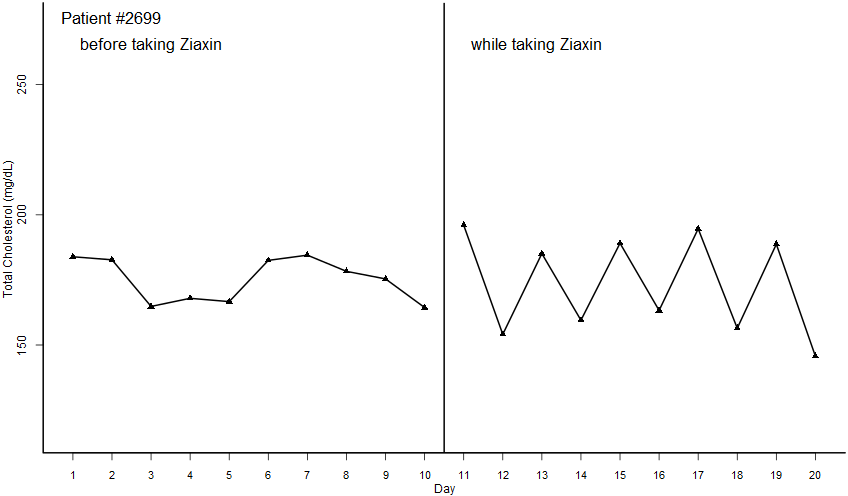 Patient #2699
before taking Ziaxin
while taking Ziaxin
Total Cholesterol (mg/dL)
250
200
150
1 2 3 4 5 6 7 8 9 10 11 12 13 14 15 16 17 18 19 20
Day